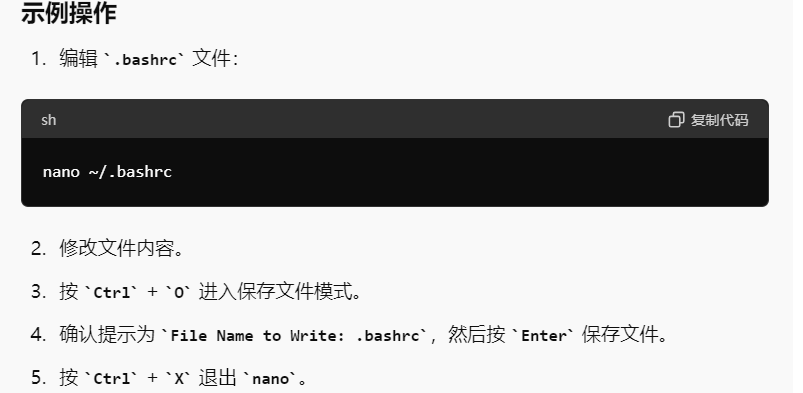 示例操作
1. 编辑 `.bashrc` 文件：
sh 复制代码
nano ~/.bashrc
2. 修改文件内容。
3. 按 `Ctrl` + `O` 进入保存文件模式。
4. 确认提示为 `File Name to Write: .bashrc`，然后按 `Enter` 保存文件。
5. 按 `Ctrl` + `X` 退出 `nano`。